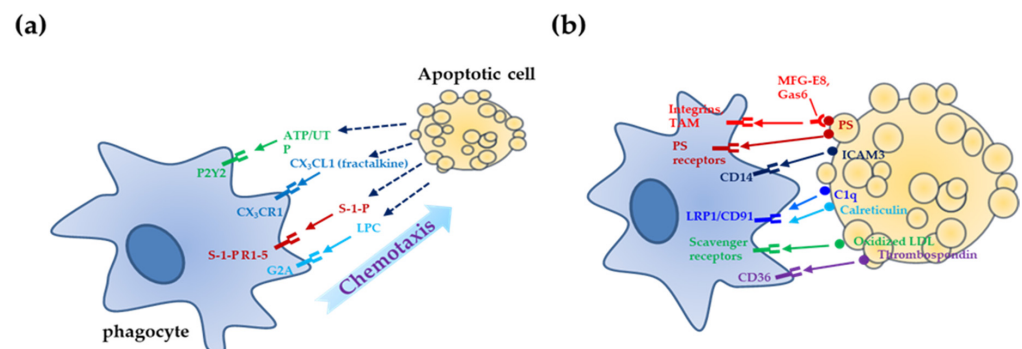 (a)
Apoptotic cell
ATP/UT
P
P2Y2
CX₃CL1 (fractalkine)
CX₃CR1
S-1-P
LPC
S-1-P R1-5
G2A
Chemotaxis
phagocyte
(b)
MFG-E8,
Gas6
Integrins
TAM
PS
PS
receptors
ICAM3
CD14
C1q
LRP1/CD91
Calreticulin
Scavenger
receptors
Oxidized LDL
Thrombospondin
CD36